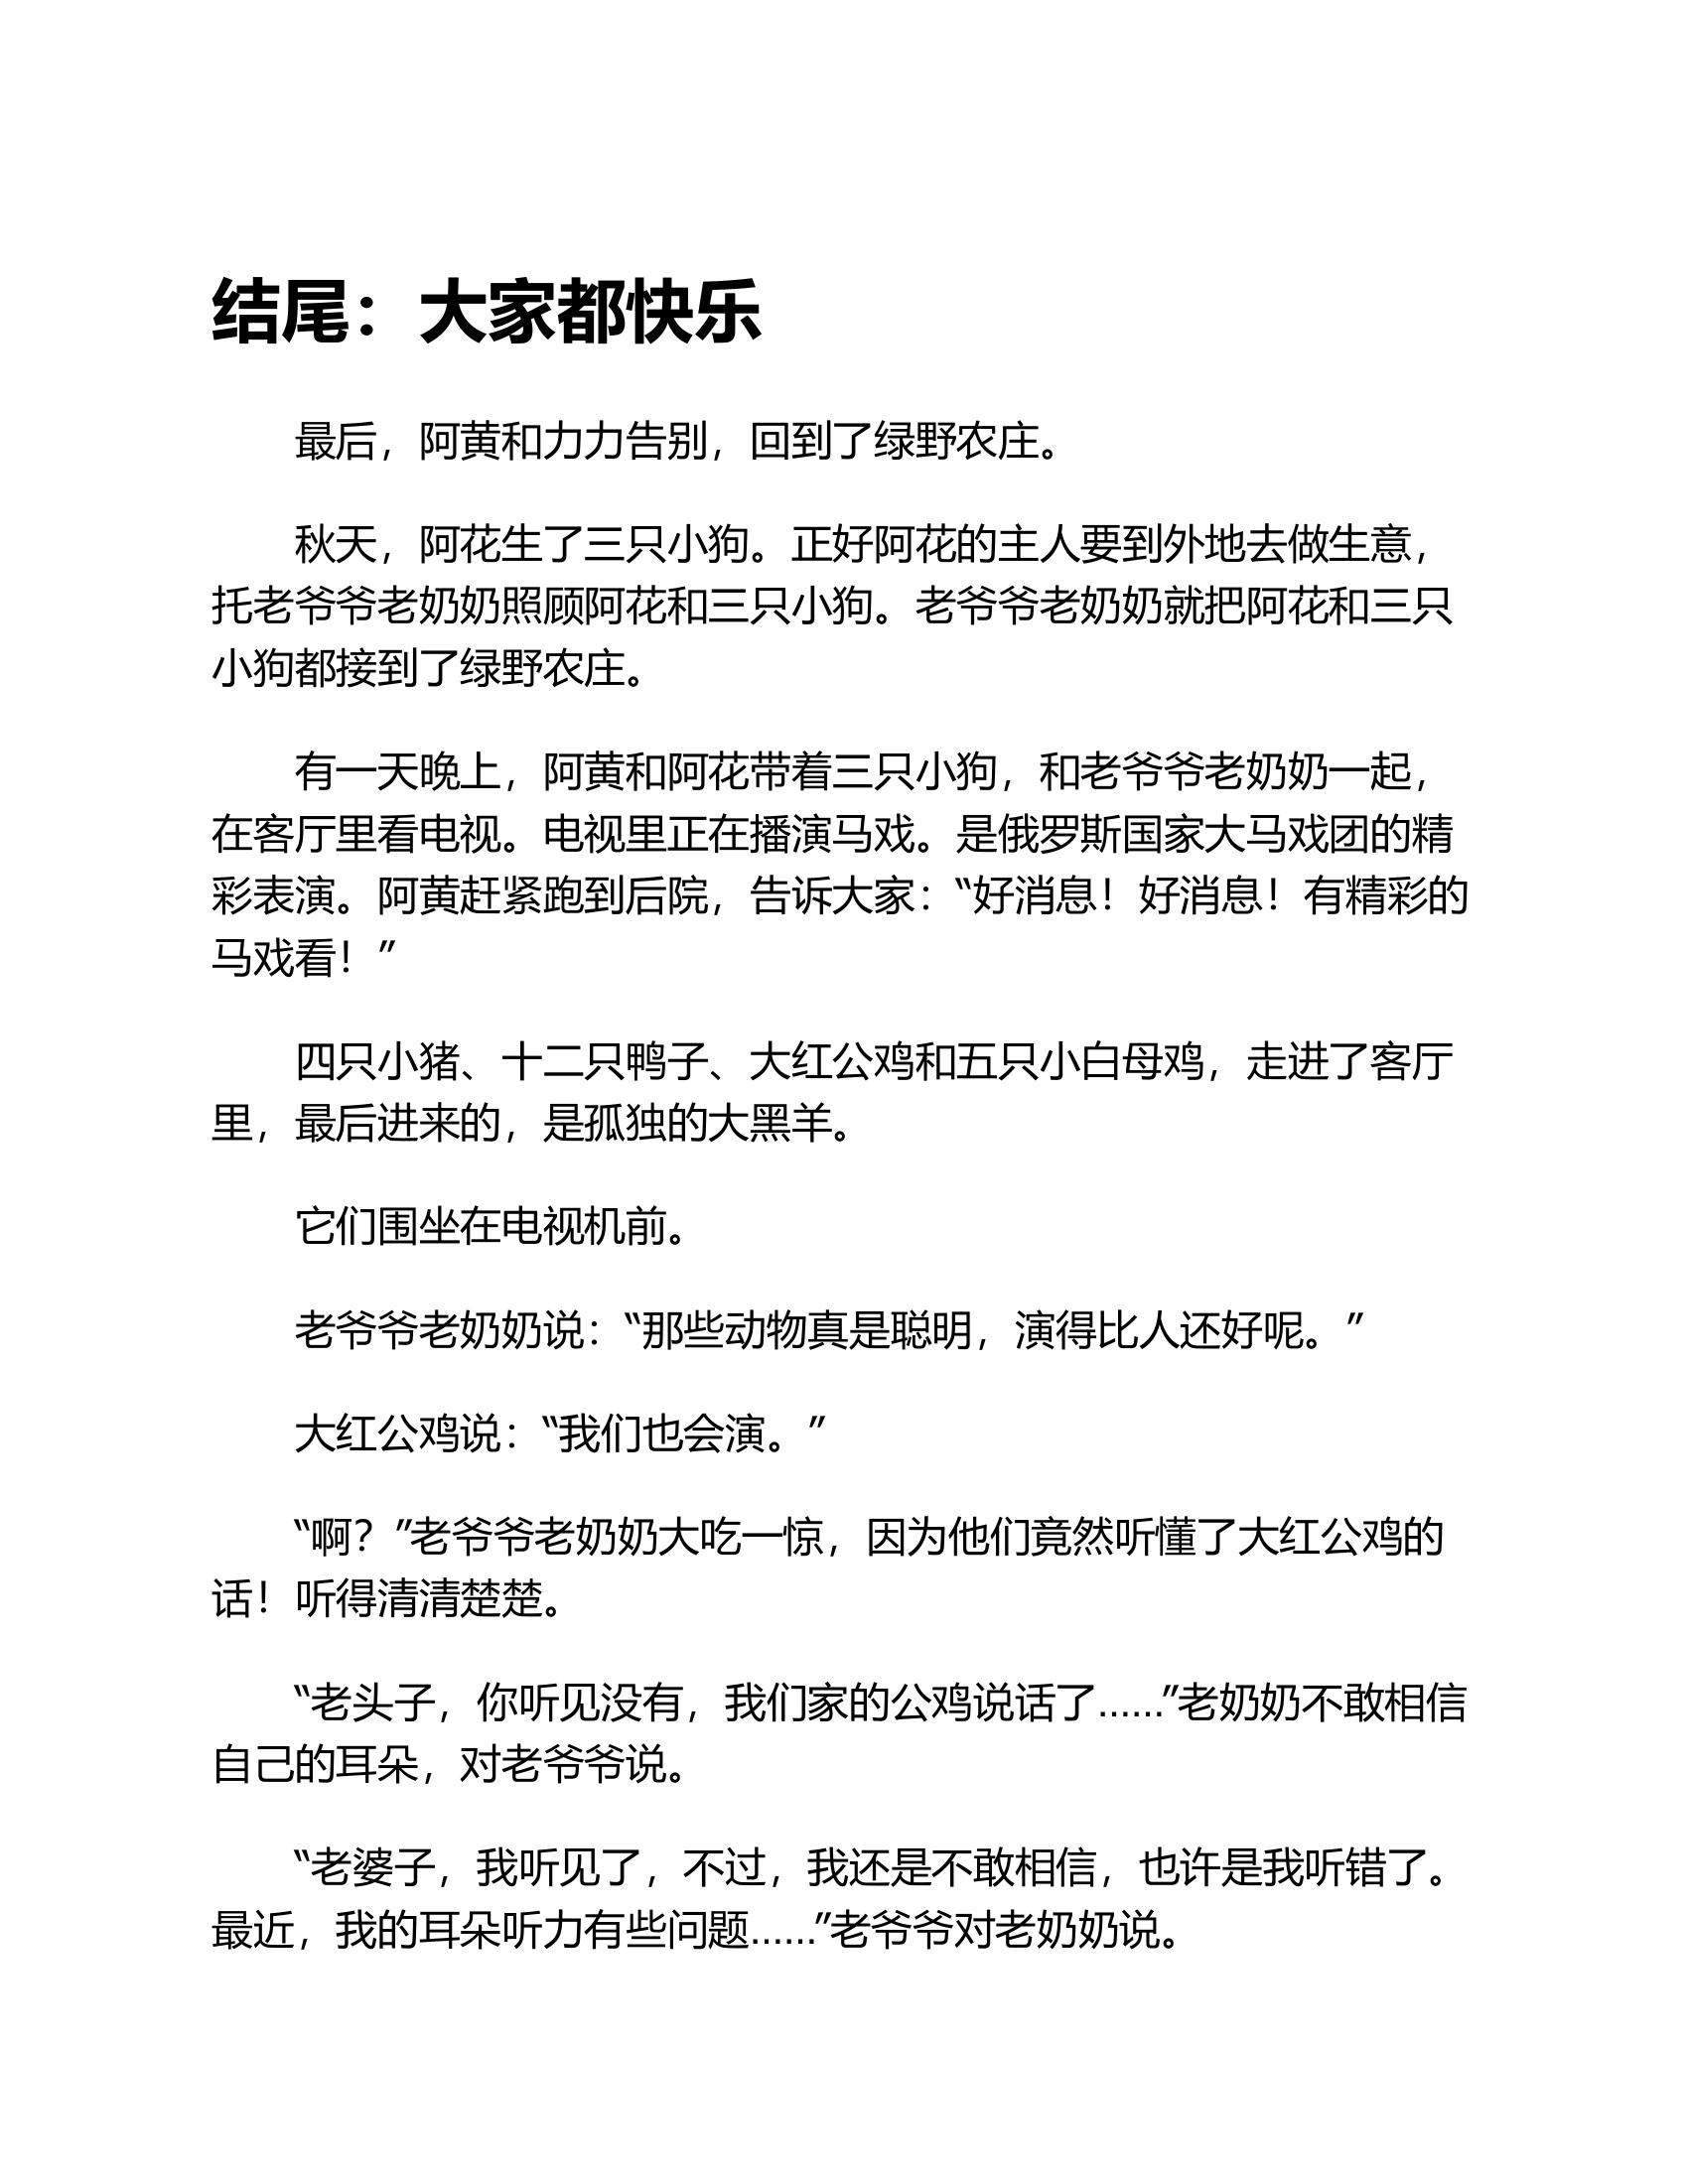 结尾：大家都快乐
最后，阿黄和力力告别，回到了绿野农庄。
秋天，阿花生了三只小狗。正好阿花的主人要到外地去做生意，
托老爷爷老奶奶照顾阿花和三只小狗。老爷爷老奶奶就把阿花和三只
小狗都接到了绿野农庄。
有一天晚上，阿黄和阿花带着三只小狗，和老爷爷老奶奶一起，
在客厅里看电视。电视里正在播演马戏。是俄罗斯国家大马戏团的精
彩表演。阿黄赶紧跑到后院，告诉大家：“好消息！好消息！有精彩的
马戏看！”
四只小猪、十二只鸭子、大红公鸡和五只小白母鸡，走进了客厅
里，最后进来的，是孤独的大黑羊。
它们围坐在电视机前。
老爷爷老奶奶说：“那些动物真是聪明，演得比人还好呢。”
大红公鸡说：“我们也会演。”
“啊？”老爷爷老奶奶大吃一惊，因为他们竟然听懂了大红公鸡的
话！听得清清楚楚。
“老头子，你听见没有，我们家的公鸡说话了……”老奶奶不敢相信
自己的耳朵，对老爷爷说。
“老婆子，我听见了，不过，我还是不敢相信，也许是我听错了。
最近，我的耳朵听力有些问题……”老爷爷对老奶奶说。